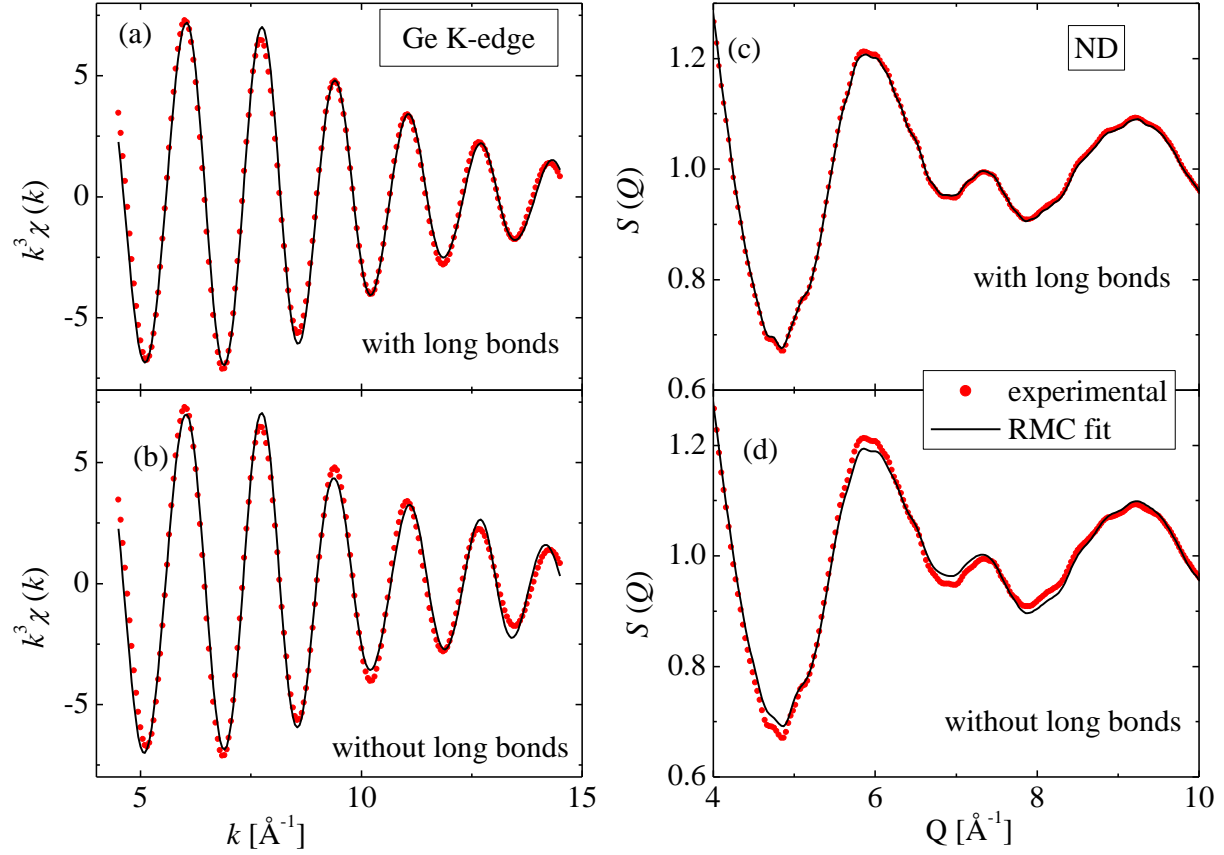 (a)
Ge K-edge
5
0
-5
k³ χ (k)
with long bonds
(b)
5
0
-5
k³ χ (k)
without long bonds
5
10
15
k [Å⁻¹]
(c)
ND
1.2
1.0
0.8
0.6
S (Q)
with long bonds
experimental
RMC fit
(d)
1.2
1.0
0.8
0.6
S (Q)
without long bonds
4
6
8
10
Q [Å⁻¹]